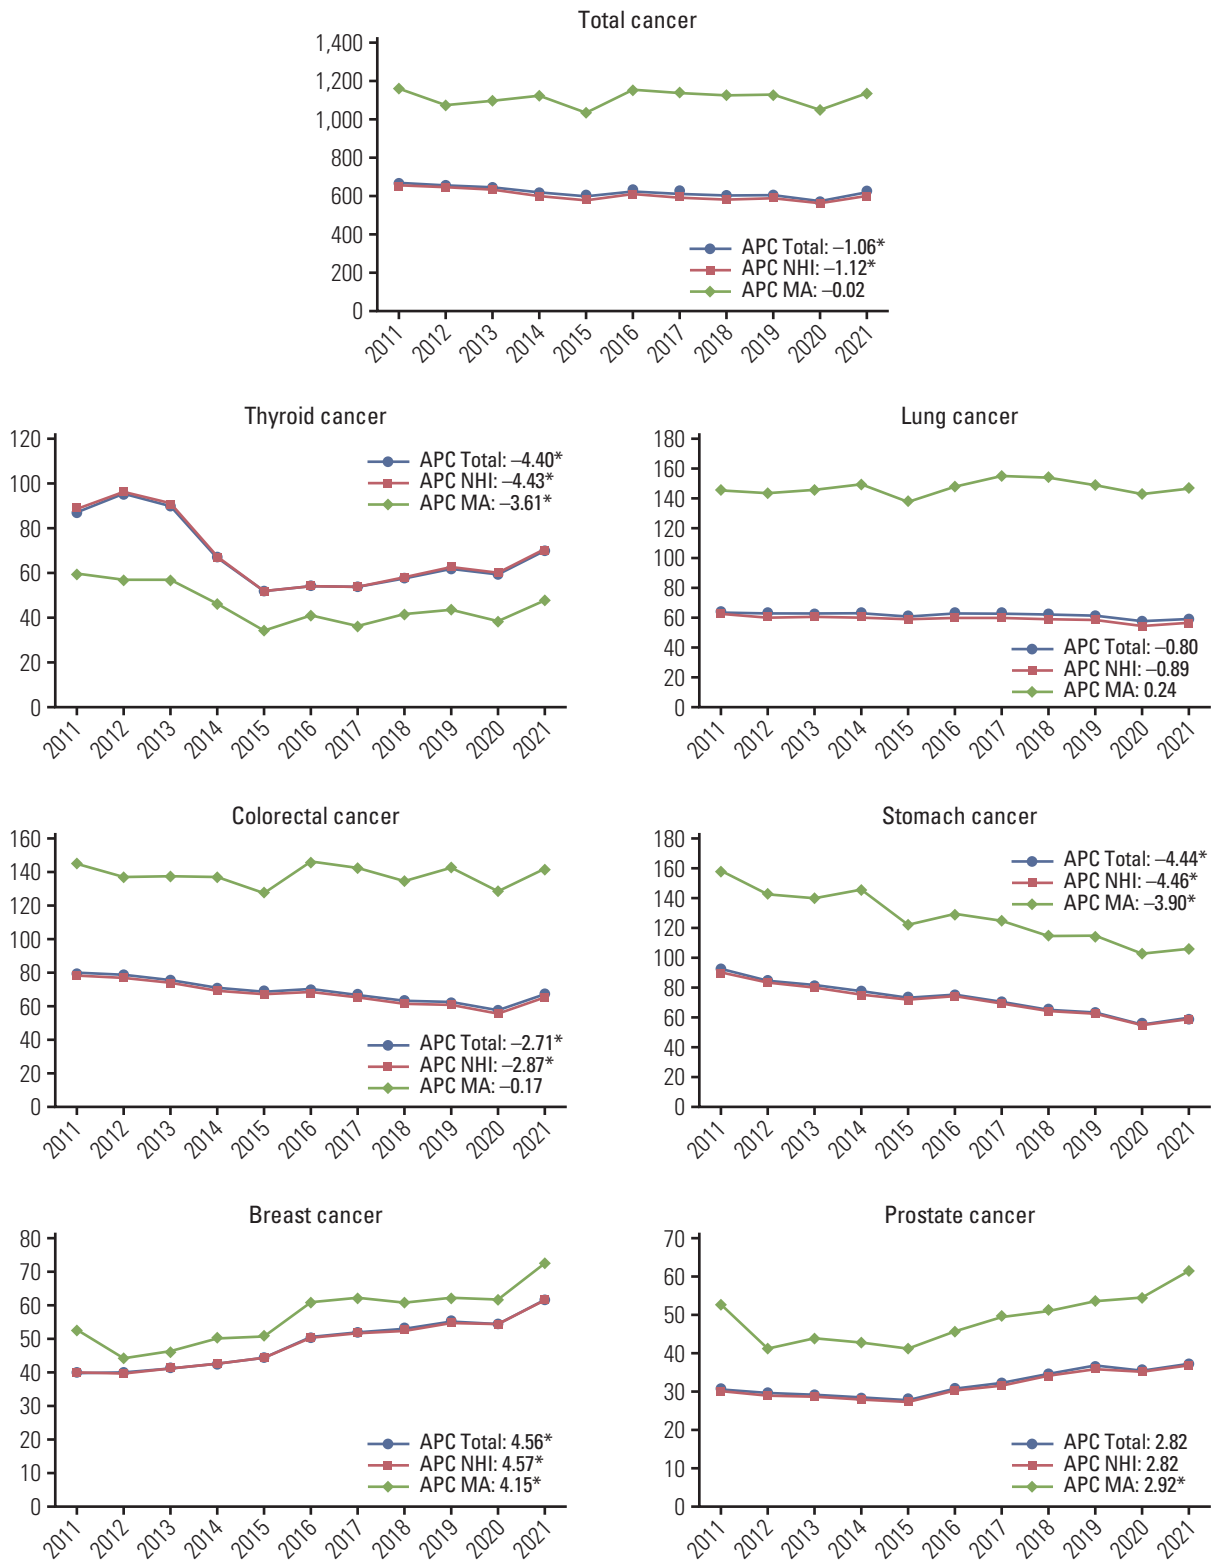 Total cancer
1,400
1,200
1,000
800
600
400
200
0
APC Total: –1.06*
APC NHI: –1.12*
APC MA: –0.02
2011 2012 2013 2014 2015 2016 2017 2018 2019 2020 2021
Thyroid cancer
120
100
80
60
40
20
0
APC Total: –4.40*
APC NHI: –4.43*
APC MA: –3.61*
2011 2012 2013 2014 2015 2016 2017 2018 2019 2020 2021
Lung cancer
180
160
140
120
100
80
60
40
20
0
APC Total: –0.80
APC NHI: –0.89
APC MA: 0.24
2011 2012 2013 2014 2015 2016 2017 2018 2019 2020 2021
Colorectal cancer
160
140
120
100
80
60
40
20
0
APC Total: –2.71*
APC NHI: –2.87*
APC MA: –0.17
2011 2012 2013 2014 2015 2016 2017 2018 2019 2020 2021
Stomach cancer
180
160
140
120
100
80
60
40
20
0
APC Total: –4.44*
APC NHI: –4.46*
APC MA: –3.90*
2011 2012 2013 2014 2015 2016 2017 2018 2019 2020 2021
Breast cancer
80
70
60
50
40
30
20
10
0
APC Total: 4.56*
APC NHI: 4.57*
APC MA: 4.15*
2011 2012 2013 2014 2015 2016 2017 2018 2019 2020 2021
Prostate cancer
70
60
50
40
30
20
10
0
APC Total: 2.82
APC NHI: 2.82
APC MA: 2.92*
2011 2012 2013 2014 2015 2016 2017 2018 2019 2020 2021